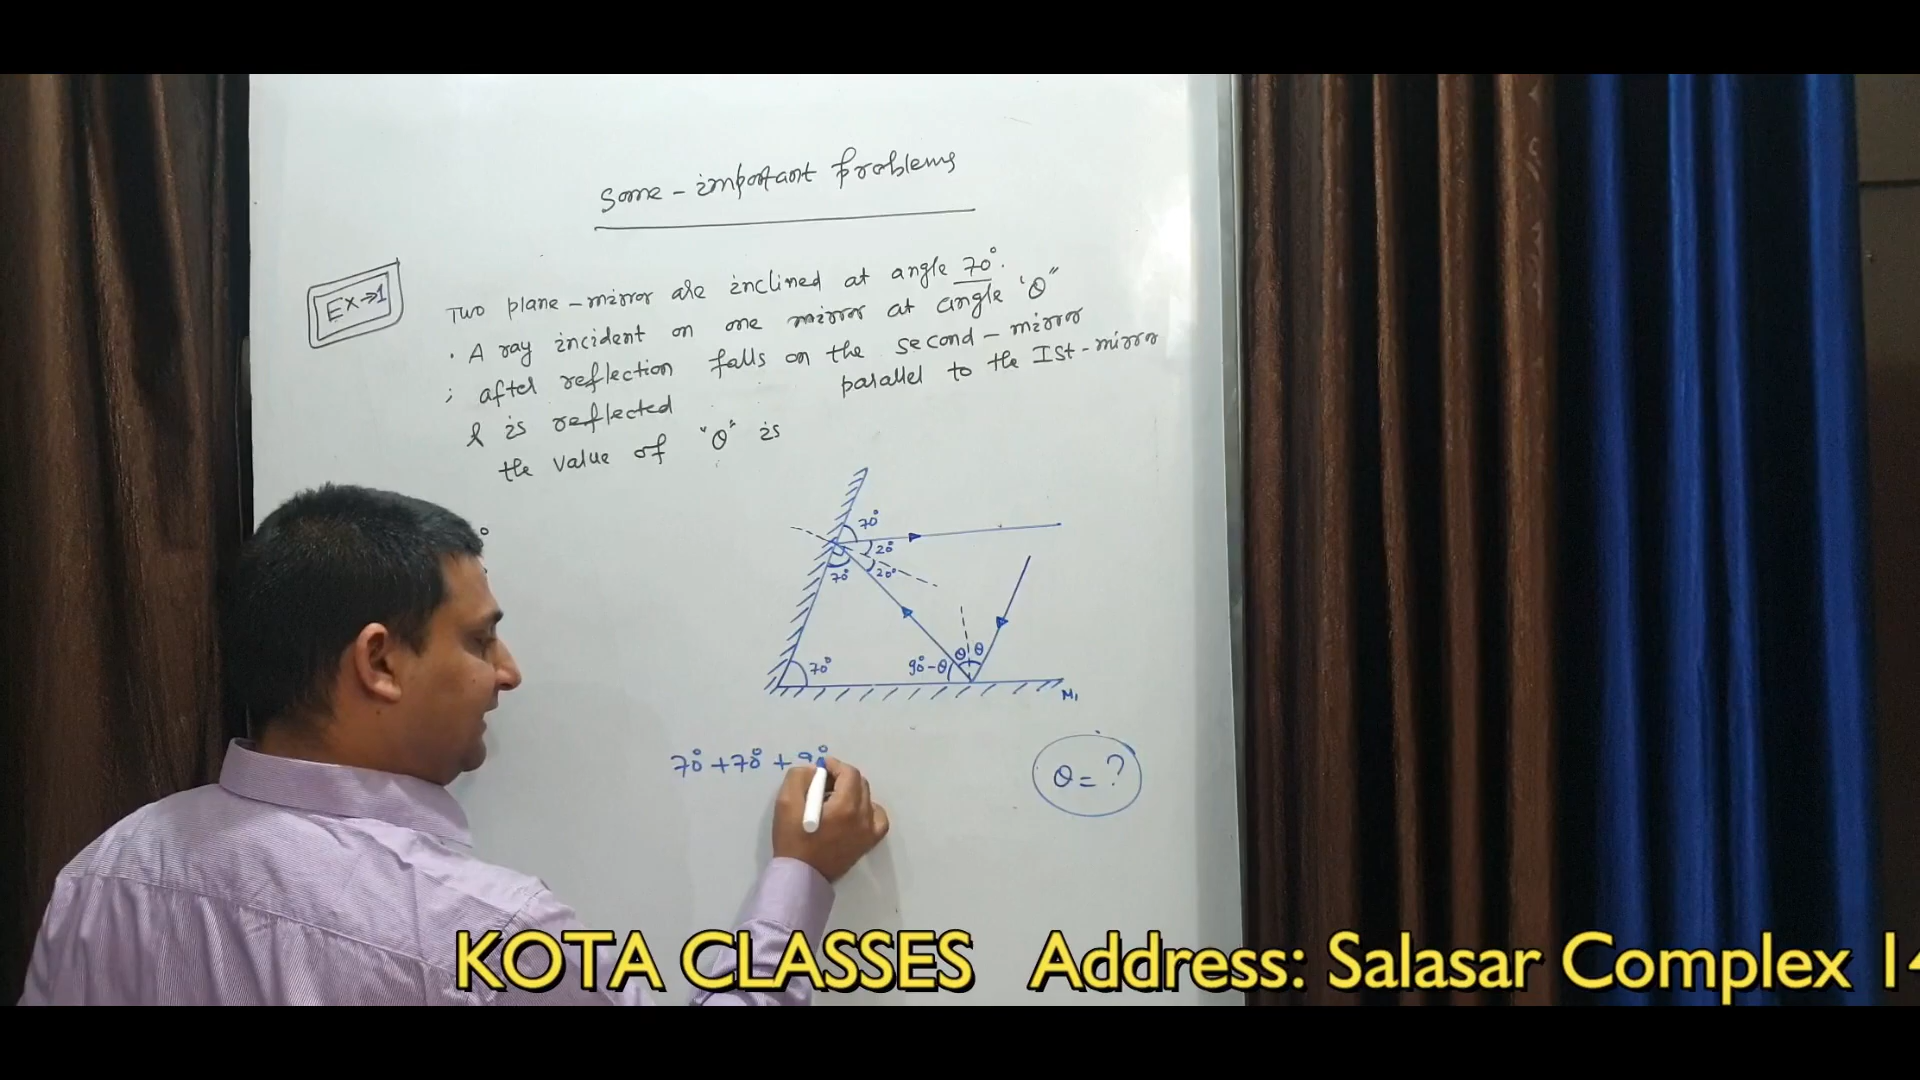 Some - important problems
Ex→1
Two plane - mirror are inclined at angle 70°.
. A ray incident on one mirror at angle "θ"
; after reflection falls on the second - mirror
& is reflected parallel to the Ist - mirror
the value of "θ" is
70°
20°
20°
70°
θ θ
70°
90°-θ
M₁
70° + 70° + 90°
θ = ?
KOTA CLASSES Address: Salasar Complex 14